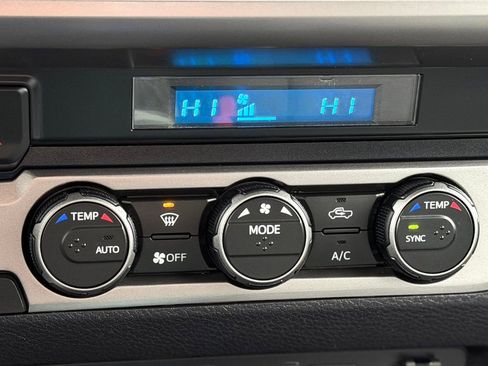 HI HI
TEMP
AUTO
OFF
MODE
A/C
TEMP
SYNC